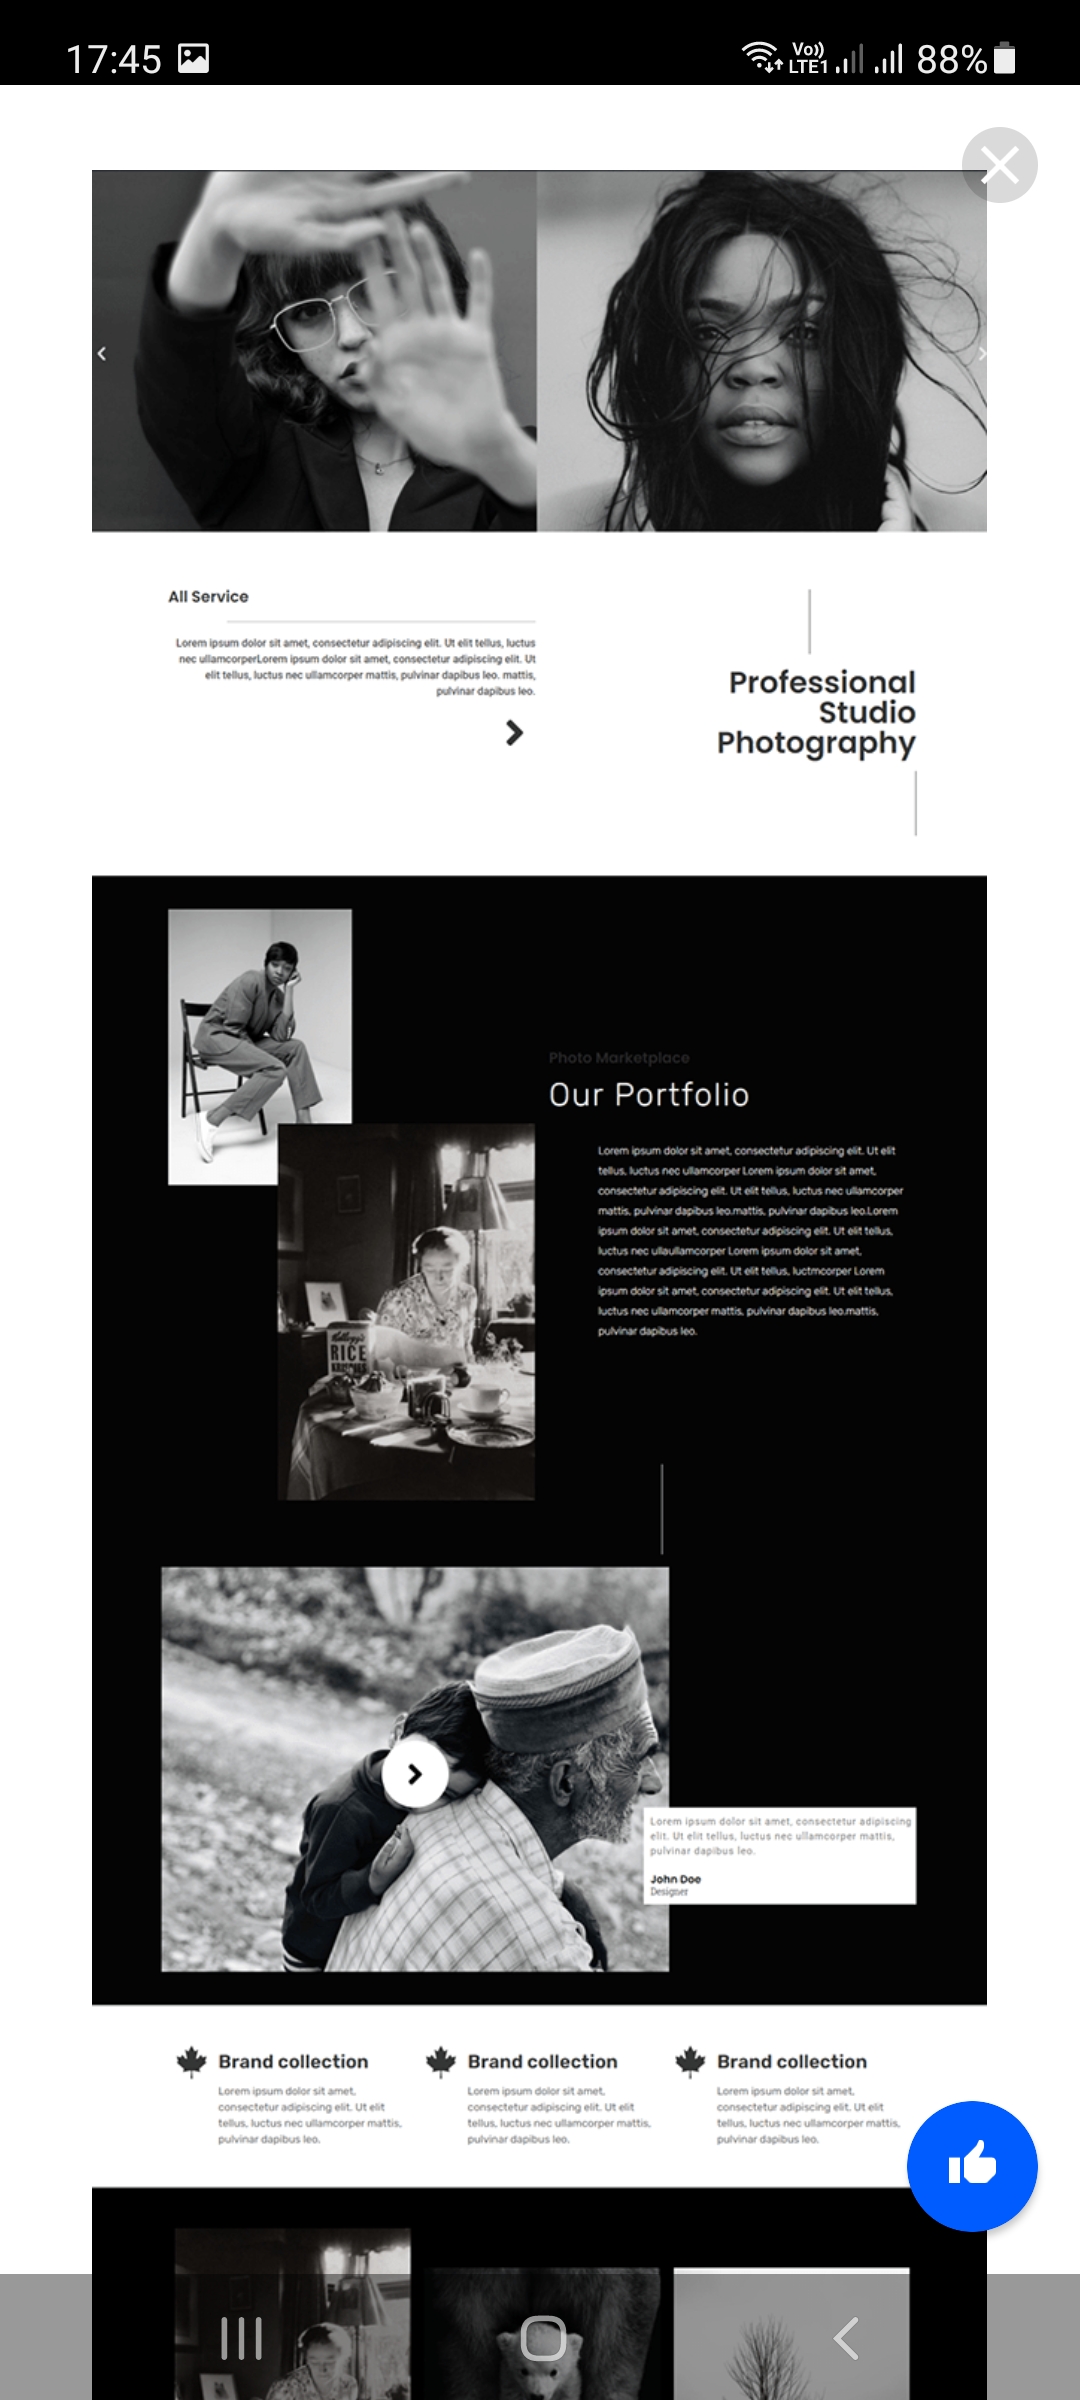 17:45
Vo))
LTE1
88%
All Service
Lorem ipsum dolor sit amet, consectetur adipiscing elit. Ut elit tellus, luctus
nec ullamcorperLorem ipsum dolor sit amet, consectetur adipiscing elit. Ut
elit tellus, luctus nec ullamcorper mattis, pulvinar dapibus leo. mattis,
pulvinar dapibus leo.
Professional
Studio
Photography
Photo Marketplace
Our Portfolio
Lorem ipsum dolor sit amet, consectetur adipiscing elit. Ut elit
tellus, luctus nec ullamcorper Lorem ipsum dolor sit amet,
consectetur adipiscing elit. Ut elit tellus, luctus nec ullamcorper
mattis, pulvinar dapibus leo.mattis, pulvinar dapibus leo.Lorem
ipsum dolor sit amet, consectetur adipiscing elit. Ut elit tellus,
luctus nec ullaullamcorper Lorem ipsum dolor sit amet,
consectetur adipiscing elit. Ut elit tellus, luctmcorper Lorem
ipsum dolor sit amet, consectetur adipiscing elit. Ut elit tellus,
luctus nec ullamcorper mattis, pulvinar dapibus leo.mattis,
pulvinar dapibus leo.
Kellogg's
RICE
KRISPIES
Lorem ipsum dolor sit amet, consectetur adipiscing
elit. Ut elit tellus, luctus nec ullamcorper mattis,
pulvinar dapibus leo.
John Doe
Designer
Brand collection
Lorem ipsum dolor sit amet,
consectetur adipiscing elit. Ut elit
tellus, luctus nec ullamcorper mattis,
pulvinar dapibus leo.
Brand collection
Lorem ipsum dolor sit amet,
consectetur adipiscing elit. Ut elit
tellus, luctus nec ullamcorper mattis,
pulvinar dapibus leo.
Brand collection
Lorem ipsum dolor sit amet,
consectetur adipiscing elit. Ut elit
tellus, luctus nec ullamcorper mattis,
pulvinar dapibus leo.